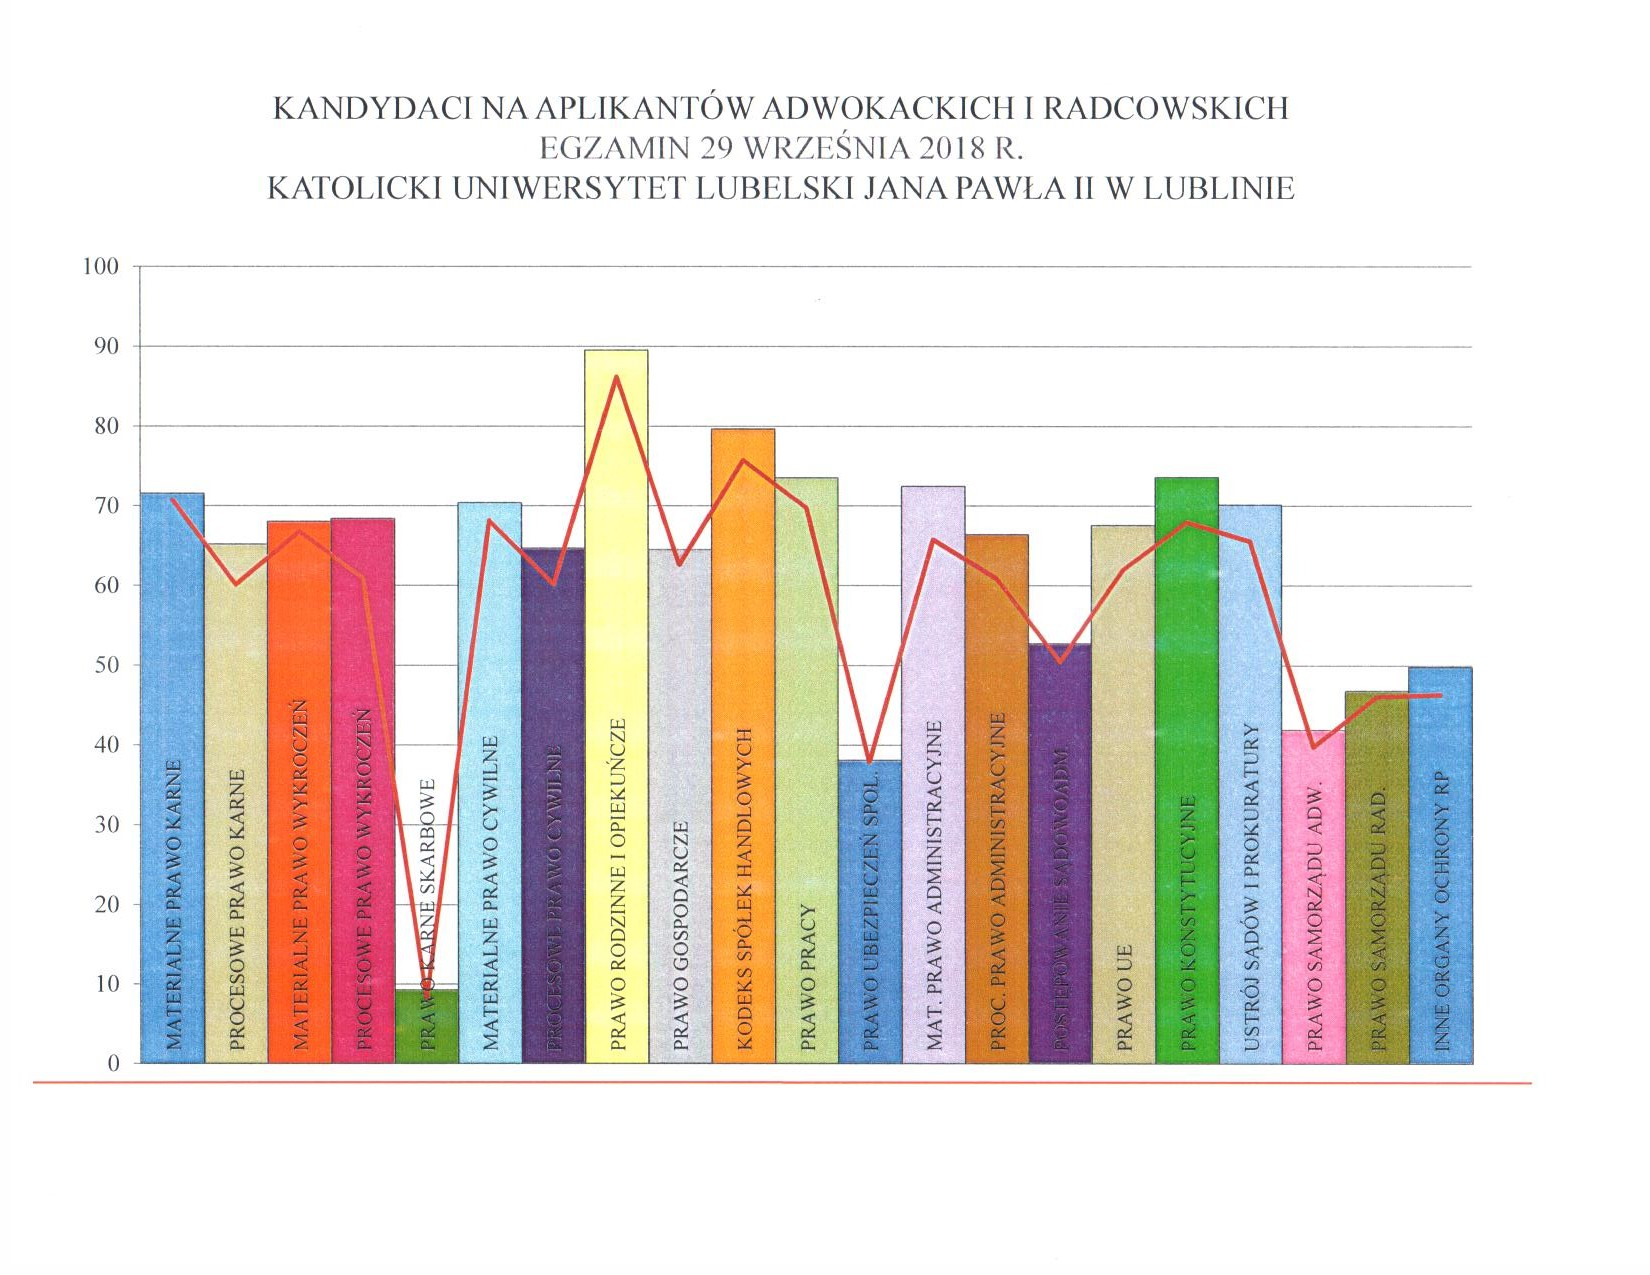 KANDYDACI NA APLIKANTÓW ADWOKACKICH I RADCOWSKICH
EGZAMIN 29 WRZEŚNIA 2018 R.
KATOLICKI UNIWERSYTET LUBELSKI JANA PAWŁA II W LUBLINIE
100
90
80
70
60
50
40
30
20
10
0
MATERIALNE PRAWO KARNE
PROCESOWE PRAWO KARNE
MATERIALNE PRAWO WYKROCZEŃ
PROCESOWE PRAWO WYKROCZEŃ
PRAWO KARNE SKARBOWE
MATERIALNE PRAWO CYWILNE
PROCESOWE PRAWO CYWILNE
PRAWO RODZINNE I OPIEKUŃCZE
PRAWO GOSPODARCZE
KODEKS SPÓŁEK HANDLOWYCH
PRAWO PRACY
PRAWO UBEZPIECZEŃ SPOŁ.
MAT. PRAWO ADMINISTRACYJNE
PROC. PRAWO ADMINISTRACYJNE
POSTĘPOWANIE SĄDOWOADM
PRAWO UE
PRAWO KONSTYTUCYJNE
USTRÓJ SĄDÓW I PROKURATURY
PRAWO SAMORZĄDU ADW.
PRAWO SAMORZĄDU RAD.
INNE ORGANY OCHRONY RP